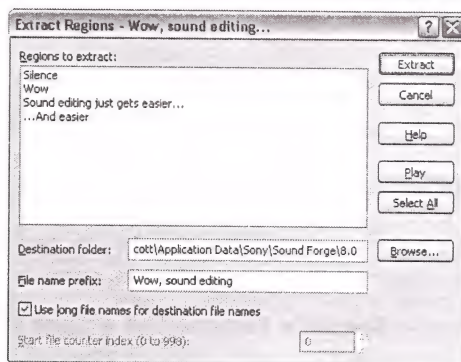 Extract Regions - Wow, sound editing...
Regions to extract:
Silence
Wow
Sound editing just gets easier...
...And easier
Extract
Cancel
Help
Play
Select All
Destination folder: cott\Application Data\Sony\Sound Forge\8.0 Browse...
File name prefix: Wow, sound editing
Use long file names for destination file names
Start file counter index (0 to 998): 0